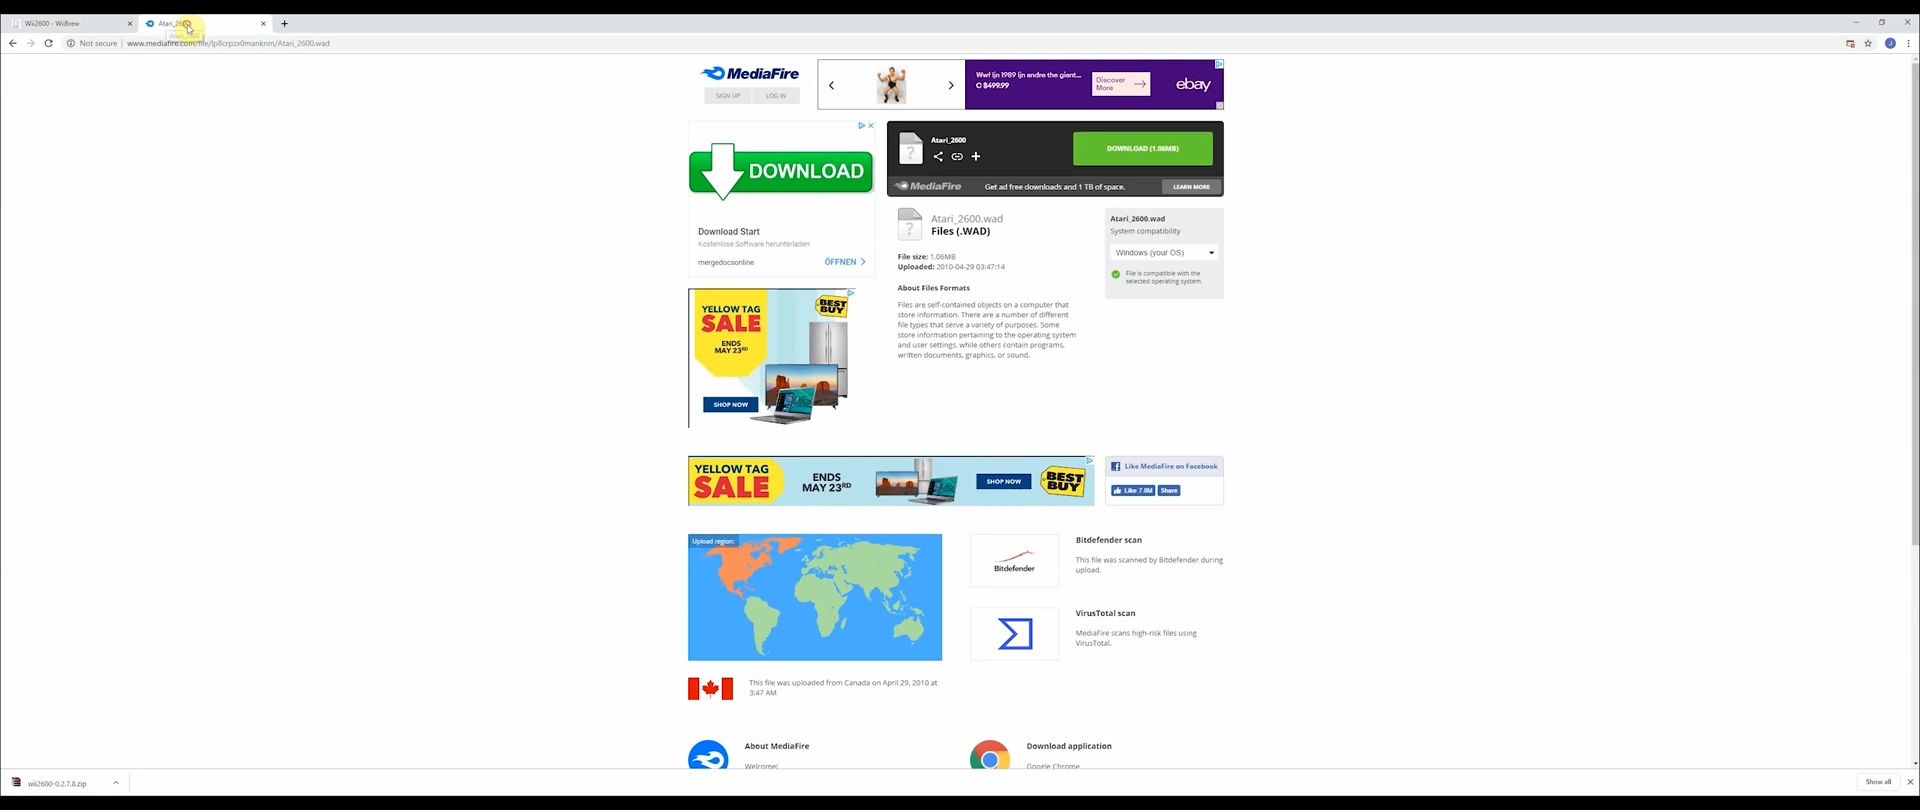 Wii2600 - WiiBrew
Not secure
www.mediafire.com/file/lp8crpzx0manknm/Atari_2600.wad
MediaFire
SIGN UP
LOG IN
Wwf ljn 1989 ljn andre the giant...
C $499.99
Discover
More
ebay
DOWNLOAD
Download Start
Kostenlose Software herunterladen
mergedocsonline
ÖFFNEN
Atari_2600
DOWNLOAD (1.06MB)
MediaFire
Get ad free downloads and 1 TB of space.
LEARN MORE
Atari_2600.wad
Files (.WAD)
File size: 1.06MB
Uploaded: 2010-04-29 03:47:14
About Files Formats
Files are self-contained objects on a computer that
store information. There are a number of different
file types that serve a variety of purposes. Some
store information pertaining to the operating system
and user settings, while others contain programs,
written documents, graphics, or sound.
Atari_2600.wad
System compatibility
Windows (your OS)
File is compatible with the
selected operating system.
YELLOW TAG
SALE
ENDS
MAY 23RD
BEST
BUY
SHOP NOW
YELLOW TAG
SALE
ENDS
MAY 23RD
SHOP NOW
BEST
BUY
Like MediaFire on Facebook
Like 7.8M
Share
Upload region:
Bitdefender
Bitdefender scan
This file was scanned by Bitdefender during
upload.
VirusTotal scan
MediaFire scans high-risk files using
VirusTotal.
This file was uploaded from Canada on April 29, 2010 at
3:47 AM
About MediaFire
Welcome!
Download application
Google Chrome
wii2600-0.2.7.8.zip
Show all